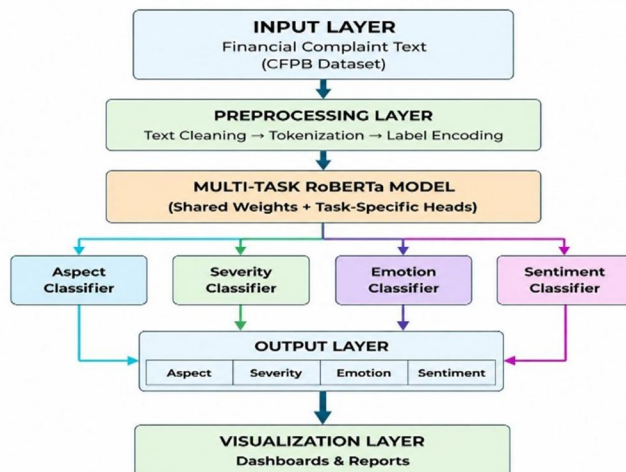 INPUT LAYER
Financial Complaint Text
(CFPB Dataset)
PREPROCESSING LAYER
Text Cleaning → Tokenization → Label Encoding
MULTI-TASK RoBERTa MODEL
(Shared Weights + Task-Specific Heads)
Aspect
Classifier
Severity
Classifier
Emotion
Classifier
Sentiment
Classifier
OUTPUT LAYER
Aspect Severity Emotion Sentiment
VISUALIZATION LAYER
Dashboards & Reports